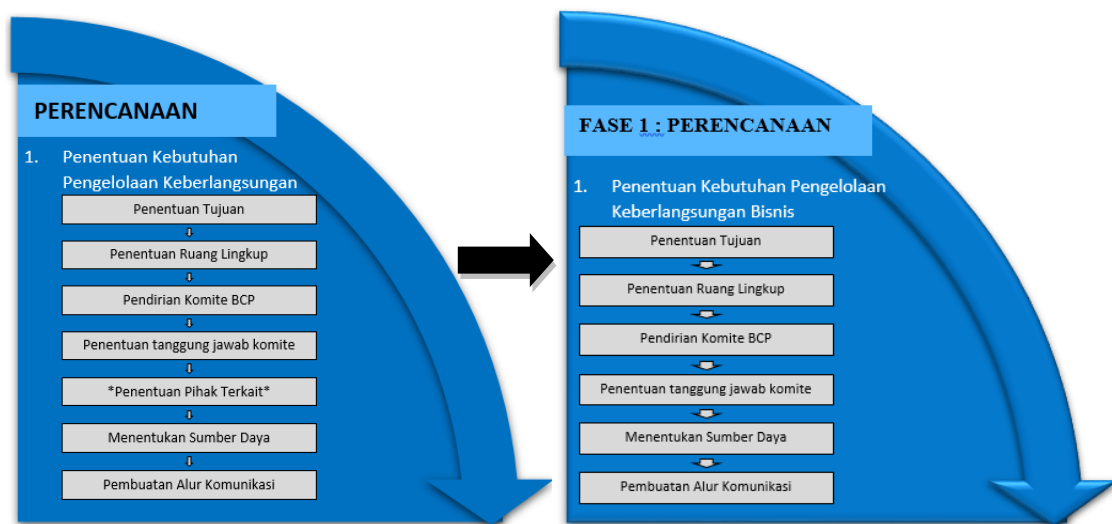 PERENCANAAN
1. Penentuan Kebutuhan
Pengelolaan Keberlangsungan
Penentuan Tujuan
Penentuan Ruang Lingkup
Pendirian Komite BCP
Penentuan tanggung jawab komite
*Penentuan Pihak Terkait*
Menentukan Sumber Daya
Pembuatan Alur Komunikasi
FASE 1 : PERENCANAAN
1. Penentuan Kebutuhan Pengelolaan
Keberlangsungan Bisnis
Penentuan Tujuan
Penentuan Ruang Lingkup
Pendirian Komite BCP
Penentuan tanggung jawab komite
Menentukan Sumber Daya
Pembuatan Alur Komunikasi